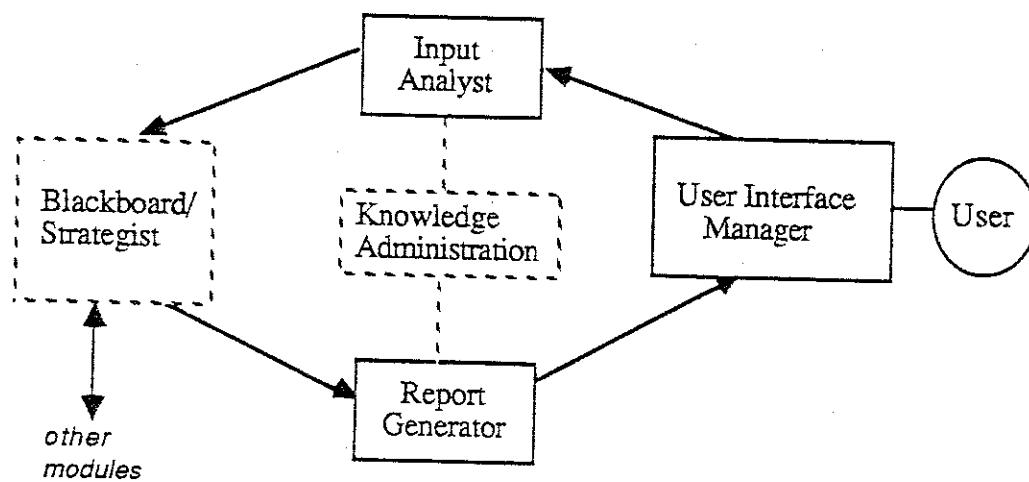 Input
Analyst
Blackboard/
Strategist
Knowledge
Administration
User Interface
Manager
User
Report
Generator
other
modules